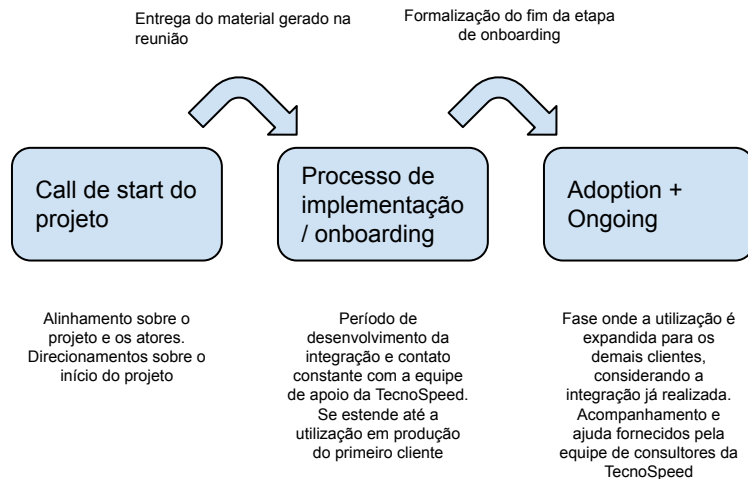 Entrega do material gerado na
reunião
Formalização do fim da etapa
de onboarding
Call de start do
projeto
Processo de
implementação
/ onboarding
Adoption +
Ongoing
Alinhamento sobre o
projeto e os atores.
Direcionamentos sobre o
início do projeto
Período de
desenvolvimento da
integração e contato
constante com a equipe
de apoio da TecnoSpeed.
Se estende até a
utilização em produção
do primeiro cliente
Fase onde a utilização é
expandida para os
demais clientes,
considerando a
integração já realizada.
Acompanhamento e
ajuda fornecidos pela
equipe de consultores da
TecnoSpeed